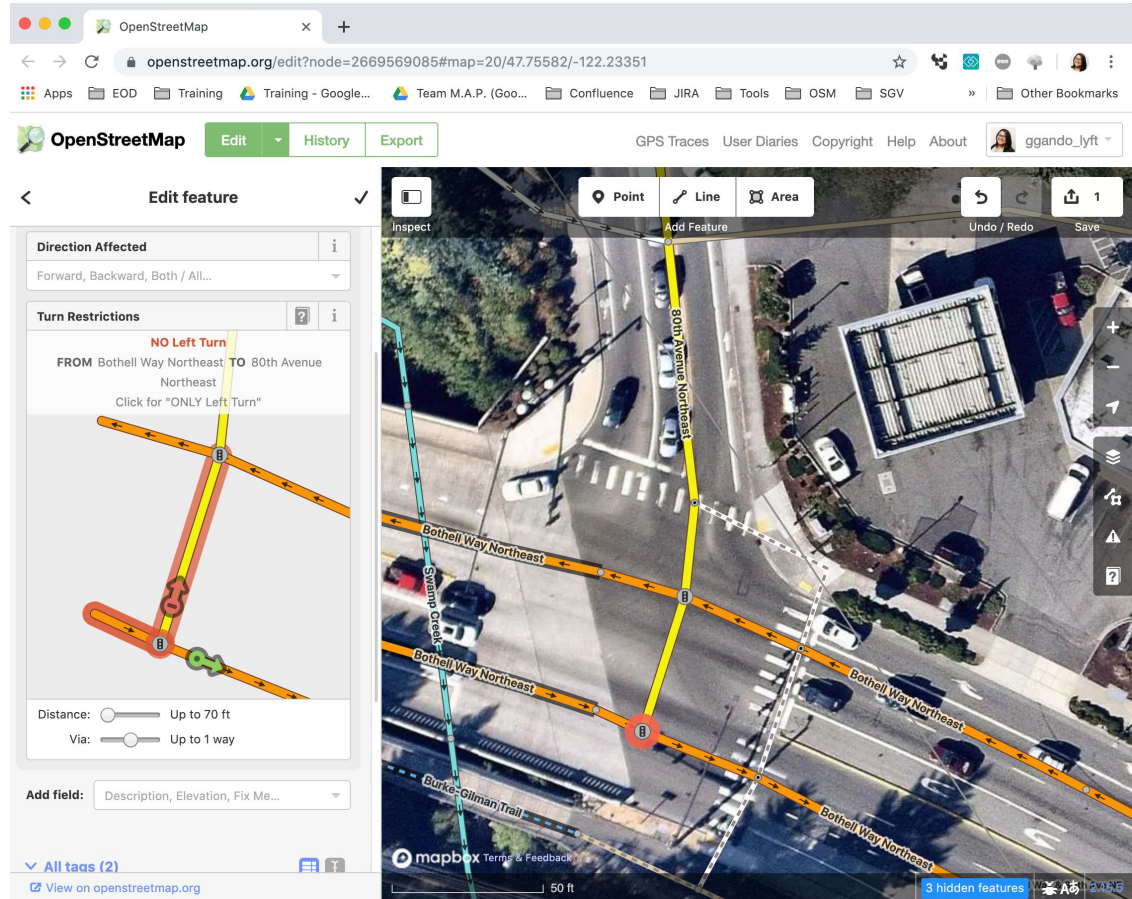 OpenStreetMap
openstreetmap.org/edit?node=2669569085#map=20/47.75582/-122.23351
Apps EOD Training Training - Google... Team M.A.P. (Goo... Confluence JIRA Tools OSM SGV » Other Bookmarks
OpenStreetMap Edit History Export GPS Traces User Diaries Copyright Help About ggando_lyft
Edit feature
Inspect
Point Line Area
Add Feature
Undo / Redo
1
Save
Direction Affected
Forward, Backward, Both / All...
Turn Restrictions
NO Left Turn
FROM Bothell Way Northeast TO 80th Avenue
Northeast
Click for "ONLY Left Turn"
Distance: Up to 70 ft
Via: Up to 1 way
Add field: Description, Elevation, Fix Me...
All tags (2)
View on openstreetmap.org
80th Avenue Northeast
Bothell Way Northeast
Swamp Creek
Bothell Way Northeast
Bothell Way Northeast
Burke-Gilman Trail
Bothell Way Northeast
mapbox Terms & Feedback
50 ft
3 hidden features